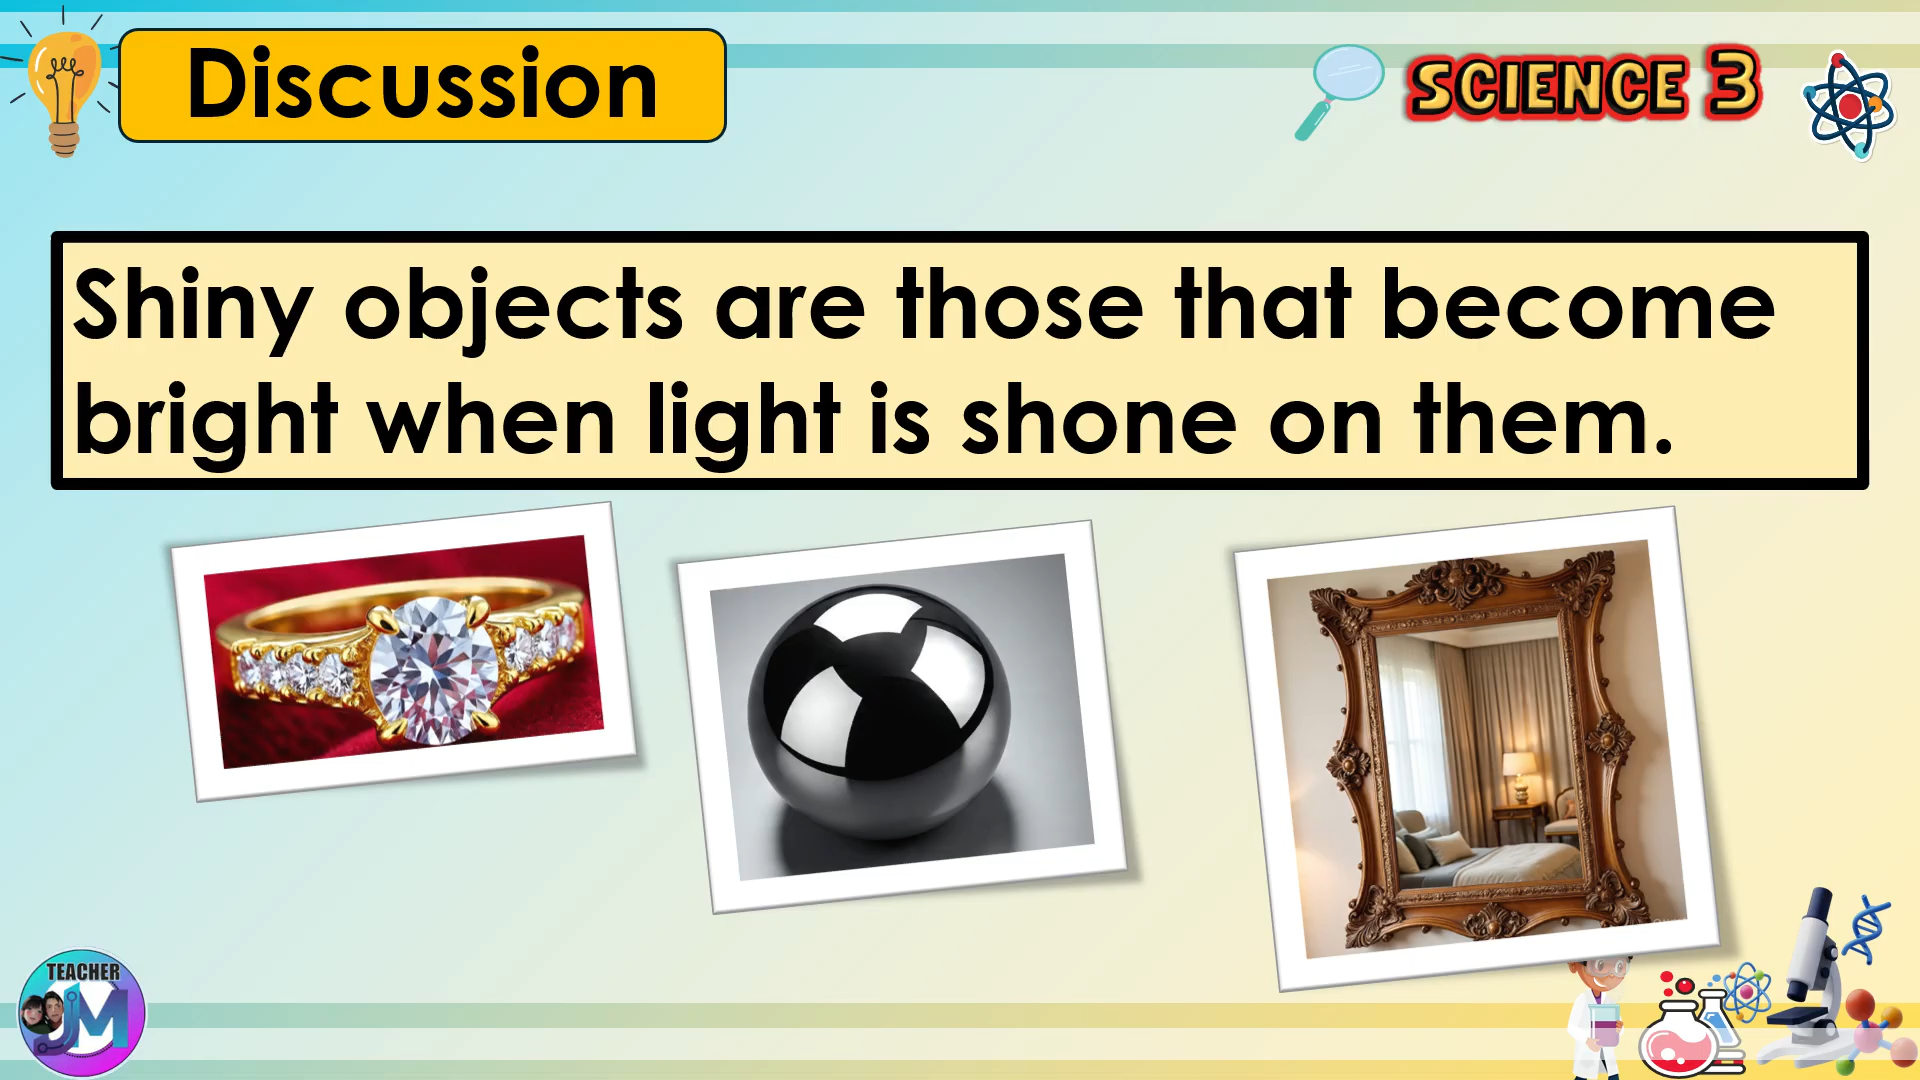 Discussion
SCIENCE 3
Shiny objects are those that become
bright when light is shone on them.
TEACHER
JM